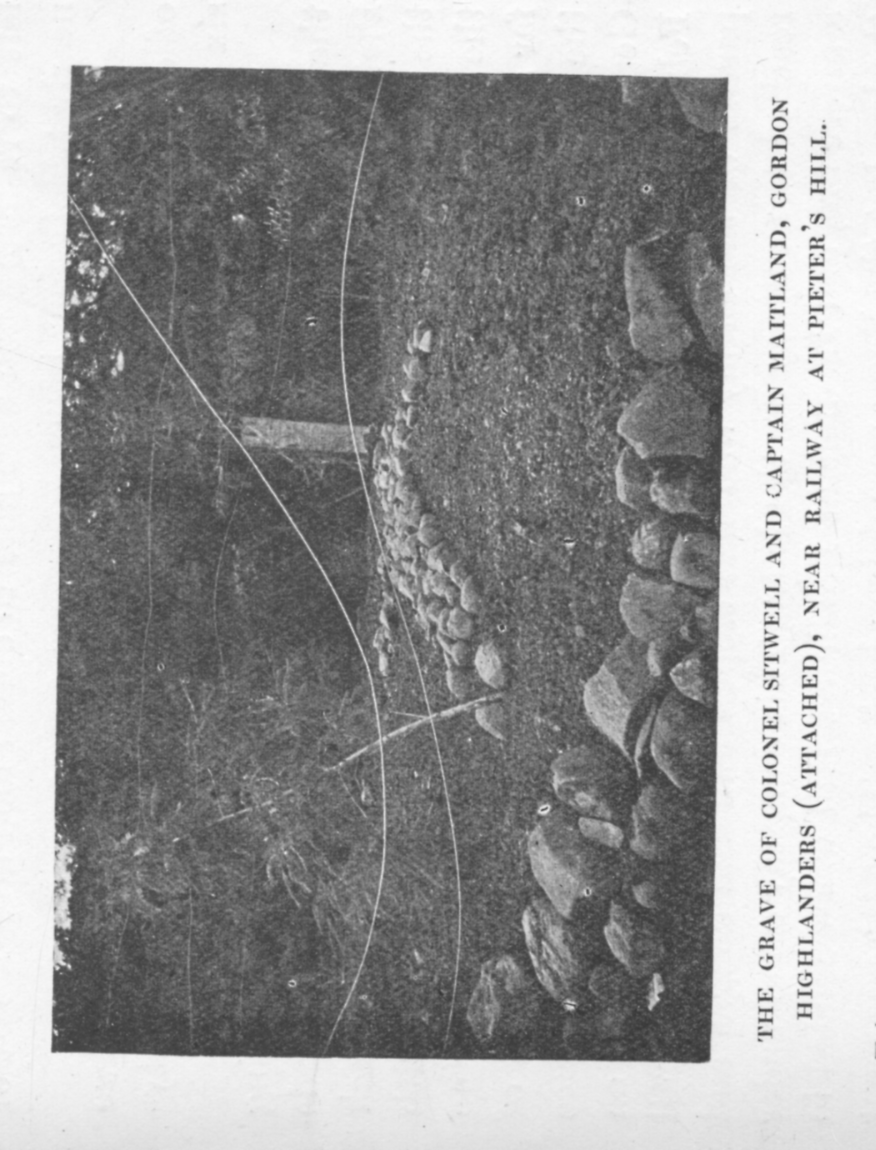 THE GRAVE OF COLONEL SITWELL AND CAPTAIN MAITLAND, GORDON
HIGHLANDERS (ATTACHED), NEAR RAILWAY AT PIETER'S HILL.